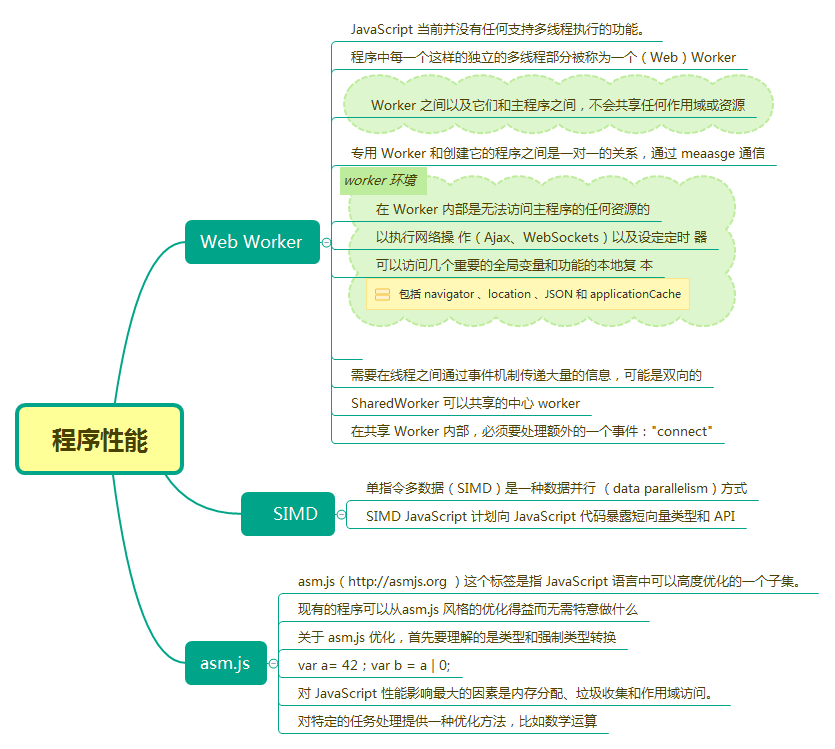 JavaScript 当前并没有任何支持多线程执行的功能。
程序中每一个这样的独立的多线程部分被称为一个（Web）Worker
Worker 之间以及它们和主程序之间，不会共享任何作用域或资源
专用 Worker 和创建它的程序之间是一对一的关系，通过 meaasge 通信
worker 环境
在 Worker 内部是无法访问主程序的任何资源的
以执行网络操 作（Ajax、WebSockets）以及设定定时 器
可以访问几个重要的全局变量和功能的本地复 本
包括 navigator 、location 、JSON 和 applicationCache
Web Worker
需要在线程之间通过事件机制传递大量的信息，可能是双向的
SharedWorker 可以共享的中心 worker
在共享 Worker 内部，必须要处理额外的一个事件："connect"
程序性能
单指令多数据（SIMD）是一种数据并行 （data parallelism）方式
SIMD
SIMD JavaScript 计划向 JavaScript 代码暴露短向量类型和 API
asm.js（http://asmjs.org ）这个标签是指 JavaScript 语言中可以高度优化的一个子集。
现有的程序可以从asm.js 风格的优化得益而无需特意做什么
关于 asm.js 优化，首先要理解的是类型和强制类型转换
asm.js
var a= 42；var b = a | 0;
对 JavaScript 性能影响最大的因素是内存分配、垃圾收集和作用域访问。
对特定的任务处理提供一种优化方法，比如数学运算